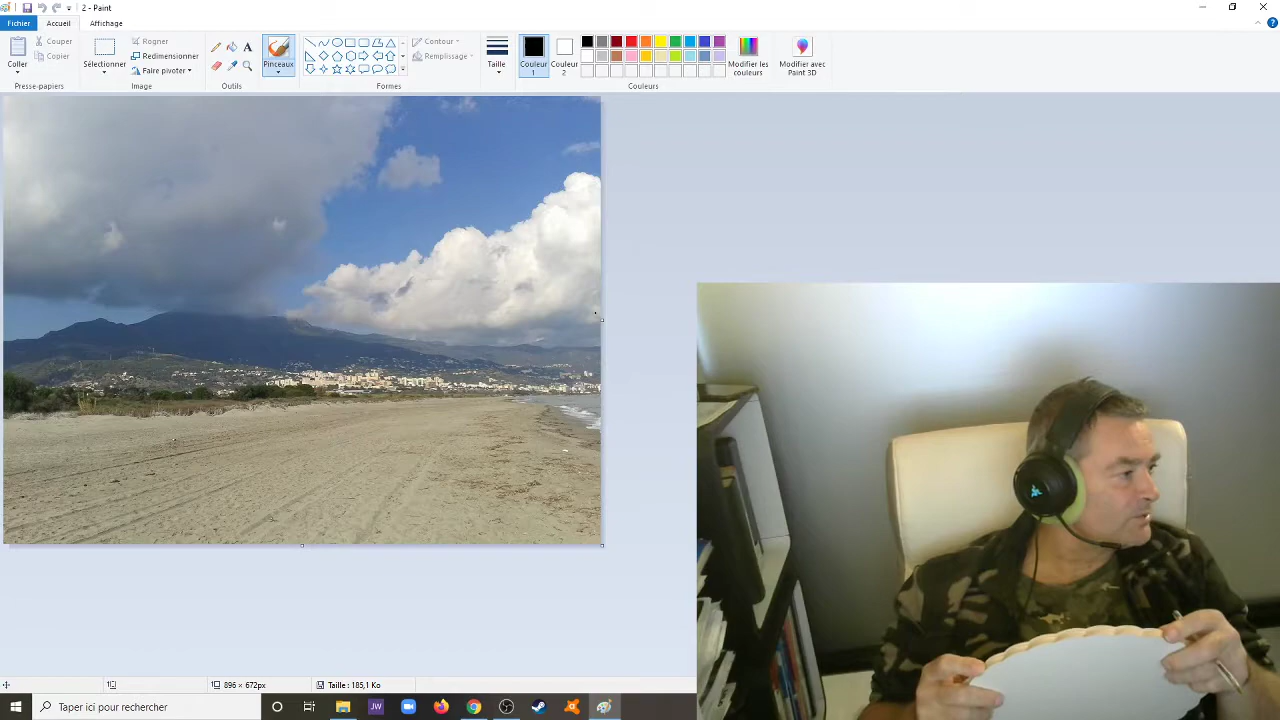 2 - Paint
Fichier Accueil Affichage
Couper
Copier
Coller
Presse-papiers
Sélectionner
Rogner
Redimensionner
Faire pivoter
Image
A
Outils
Pinceaux
Contour
Remplissage
Formes
Taille
Couleur 1
Couleur 2
Modifier les couleurs
Couleurs
Modifier avec Paint 3D
896 × 672px
Taille : 185,1 Ko
Taper ici pour rechercher
JW